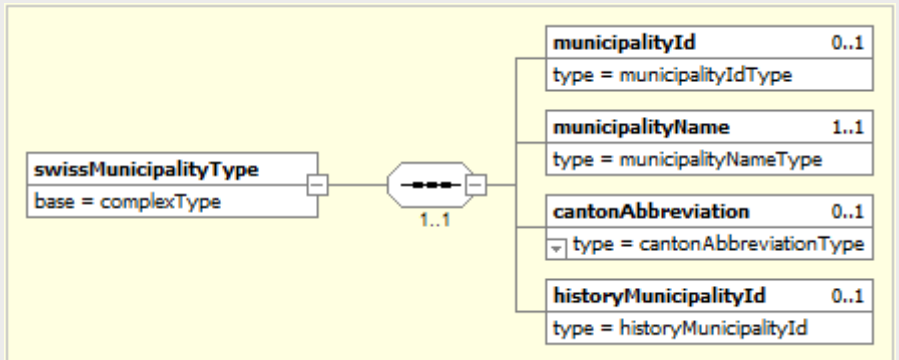 municipalityId 0..1
type = municipalityIdType
municipalityName 1..1
type = municipalityNameType
swissMunicipalityType
base = complexType
1..1
cantonAbbreviation 0..1
type = cantonAbbreviationType
historyMunicipalityId 0..1
type = historyMunicipalityId